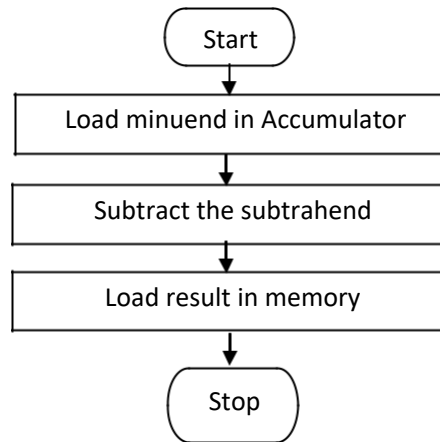 Start
Load minuend in Accumulator
Subtract the subtrahend
Load result in memory
Stop